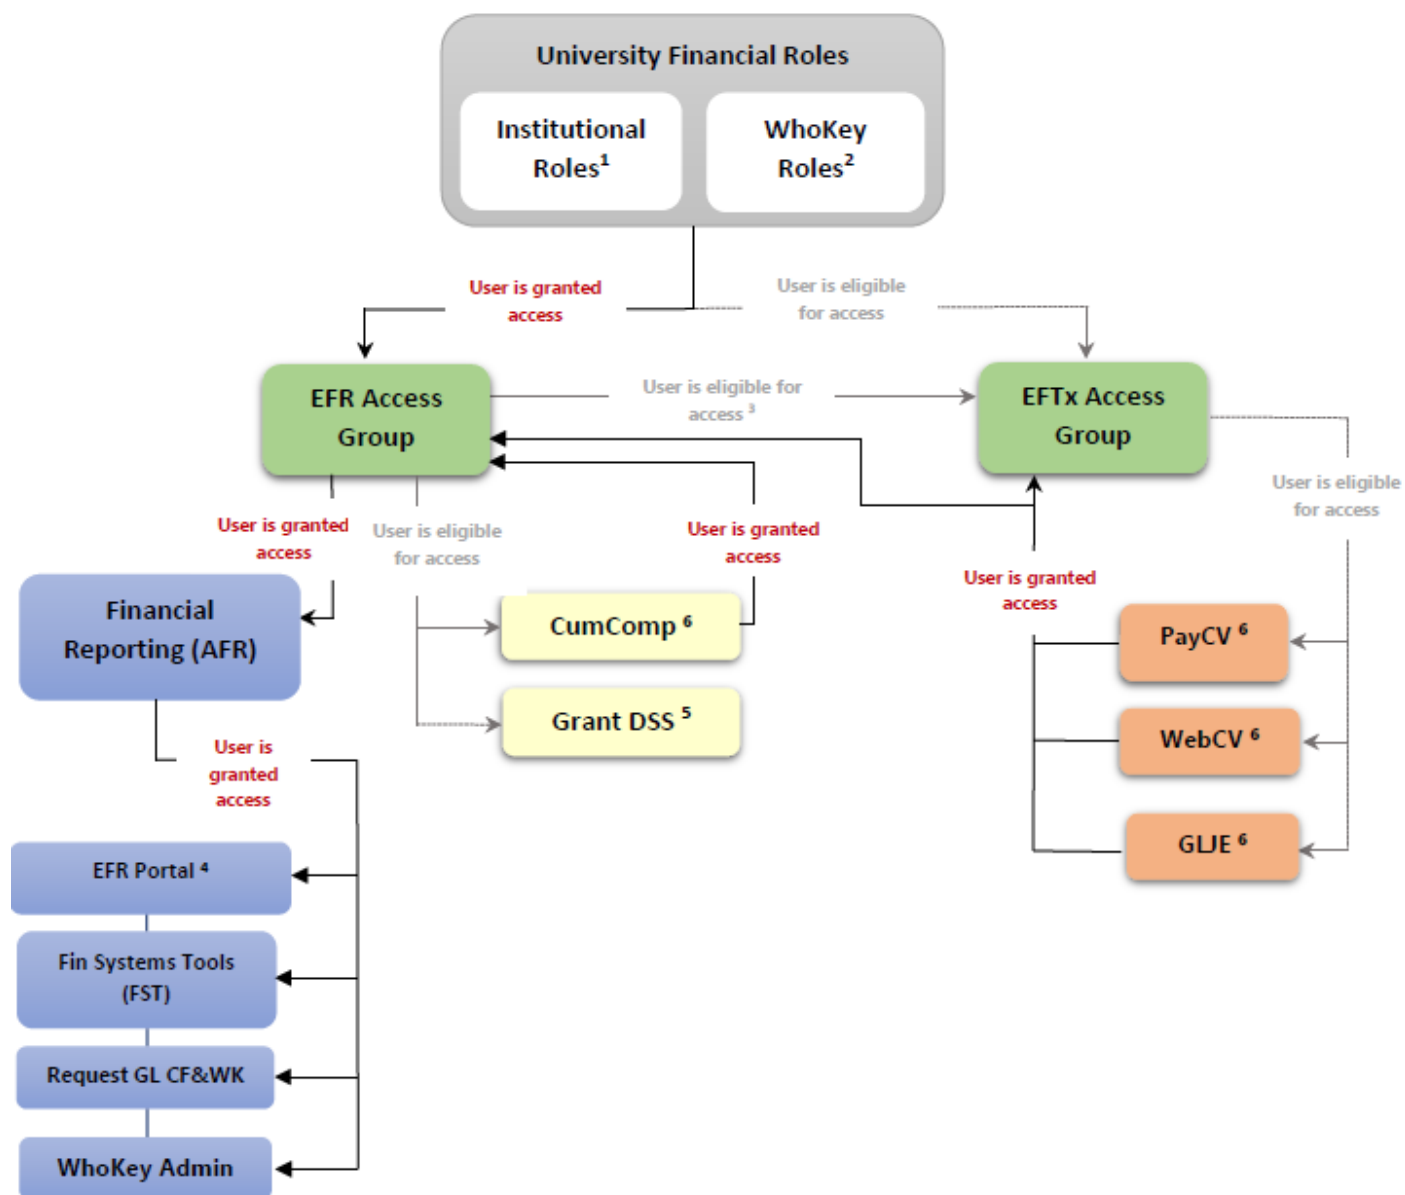 University Financial Roles
Institutional
Roles¹
WhoKey
Roles²
User is granted
access
User is eligible
for access
EFR Access
Group
User is eligible for
access ³
EFTx Access
Group
User is granted
access
User is eligible
for access
User is granted
access
User is granted
access
User is eligible
for access
Financial
Reporting (AFR)
CumComp ⁶
Grant DSS ⁵
PayCV ⁶
WebCV ⁶
GLJE ⁶
User is
granted
access
EFR Portal ⁴
Fin Systems Tools
(FST)
Request GL CF&WK
WhoKey Admin